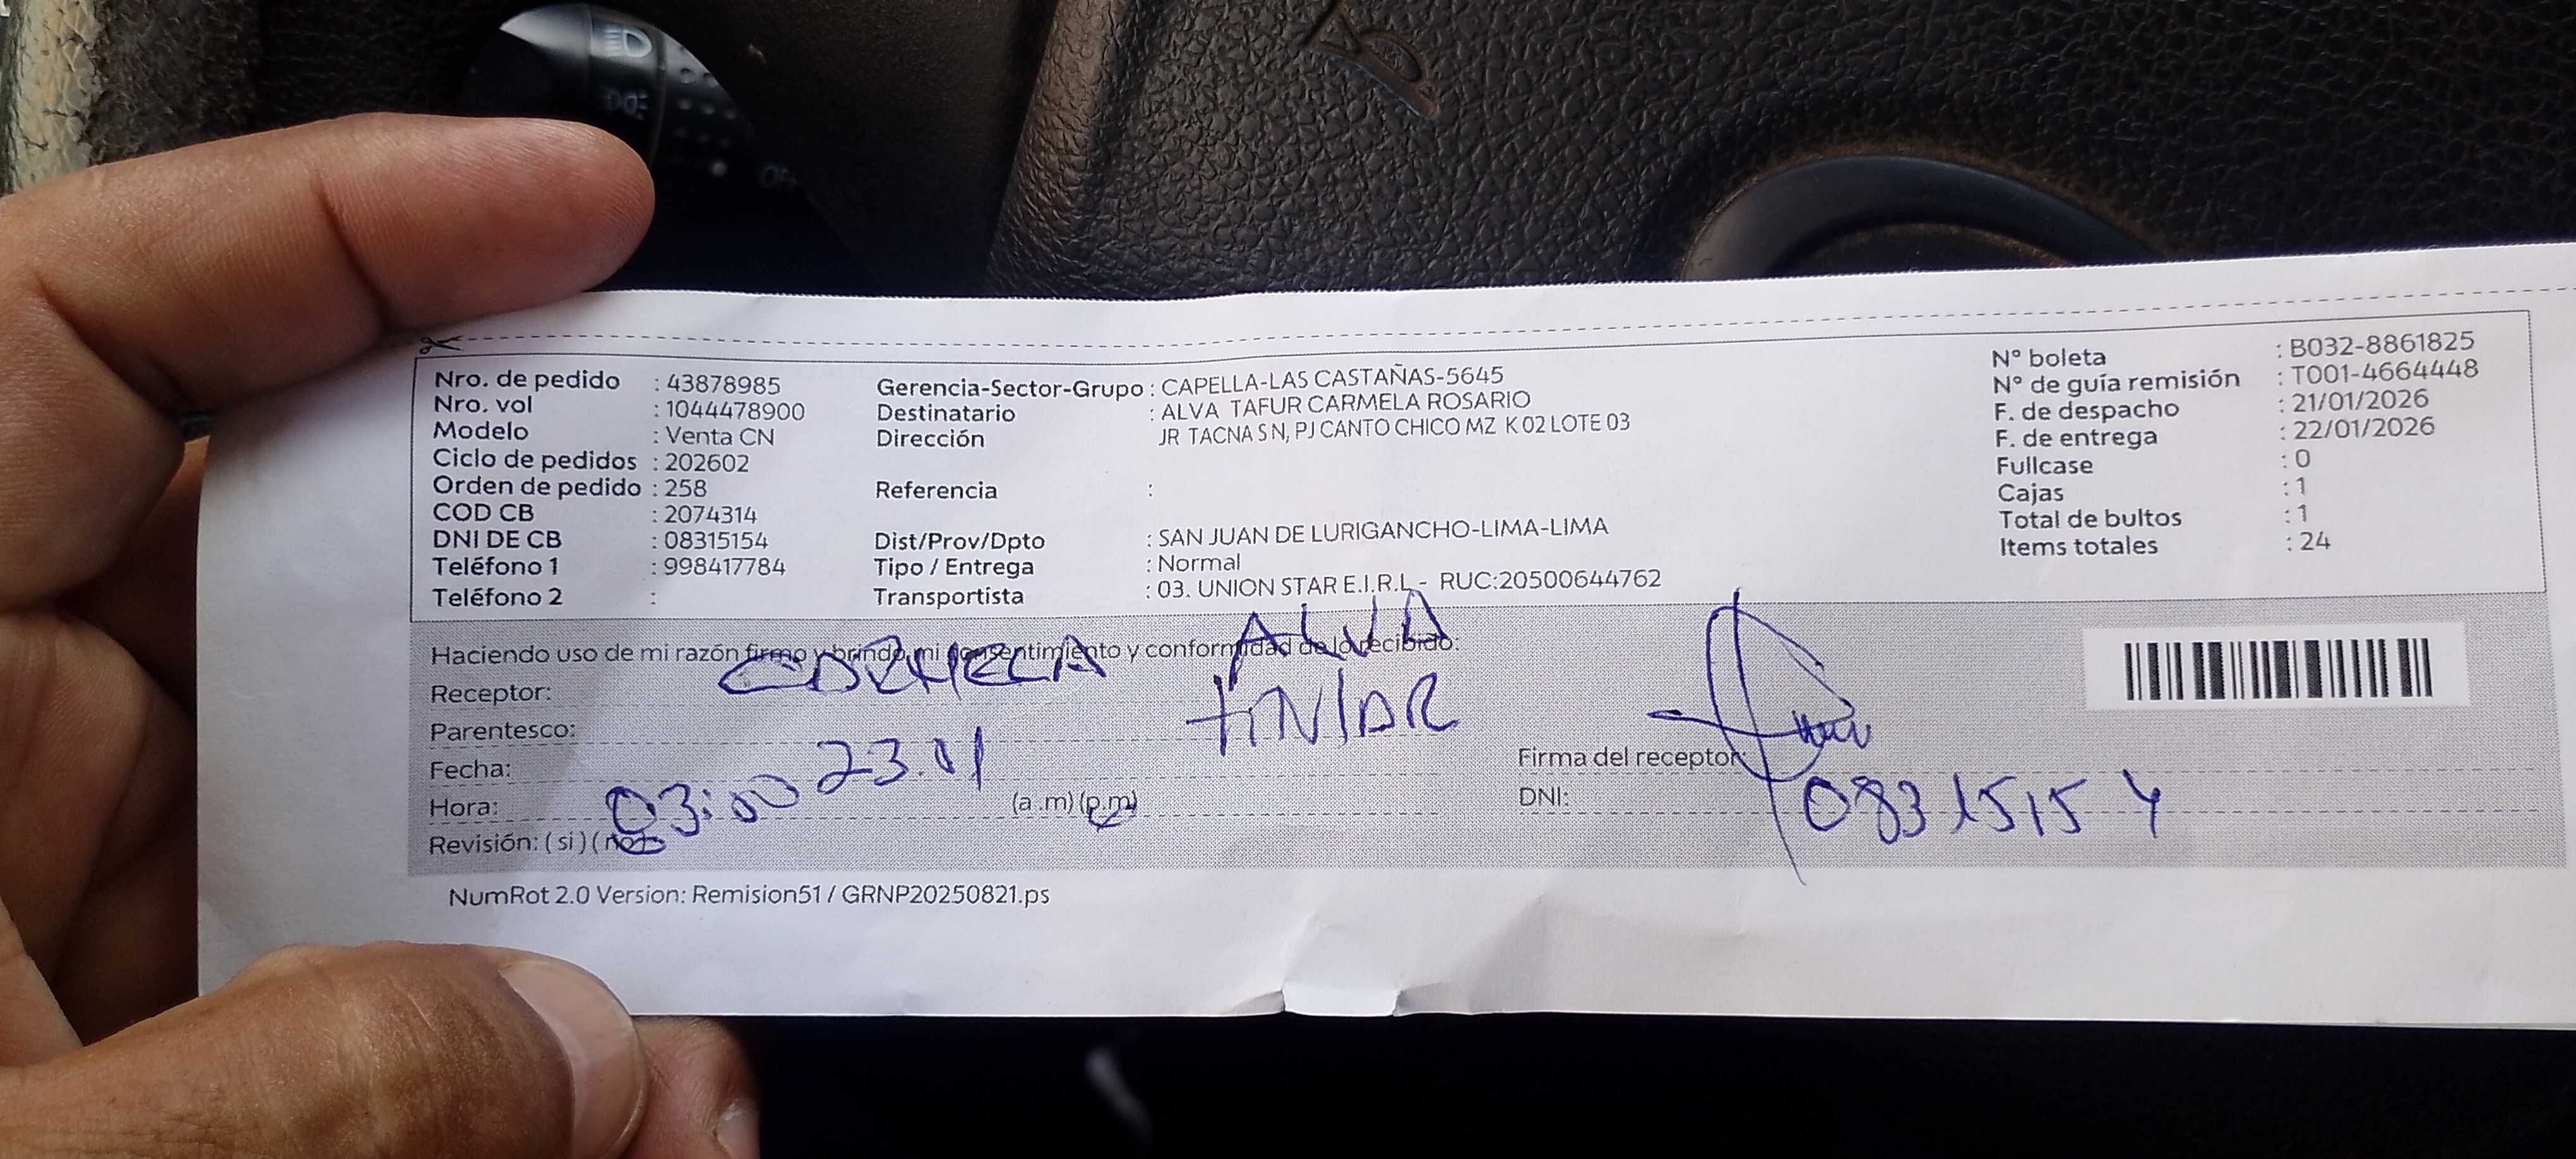 OFF
Nro. de pedido : 43878985
Nro. vol : 1044478900
Modelo : Venta CN
Ciclo de pedidos : 202602
Orden de pedido : 258
COD CB : 2074314
DNI DE CB : 08315154
Teléfono 1 : 998417784
Teléfono 2 :
Gerencia-Sector-Grupo : CAPELLA-LAS CASTAÑAS-5645
Destinatario : ALVA TAFUR CARMELA ROSARIO
Dirección JR TACNA S N, PJ CANTO CHICO MZ K 02 LOTE 03
Referencia :
Dist/Prov/Dpto : SAN JUAN DE LURIGANCHO-LIMA-LIMA
Tipo / Entrega : Normal
Transportista : 03. UNION STAR E.I.R.L - RUC:20500644762
N° boleta : B032-8861825
N° de guía remisión : T001-4664448
F. de despacho : 21/01/2026
F. de entrega : 22/01/2026
Fullcase : 0
Cajas : 1
Total de bultos : 1
Items totales : 24
Haciendo uso de mi razón firmo y brindo mi consentimiento y conformidad de lo recibido:
Receptor: ALVA
Parentesco:
Fecha: 23.01
Hora: 03:00 (a .m) (p.m)
Revisión: ( si ) ( no )
Firma del receptor:
DNI: 08315154
NumRot 2.0 Version: Remision51 / GRNP20250821.ps